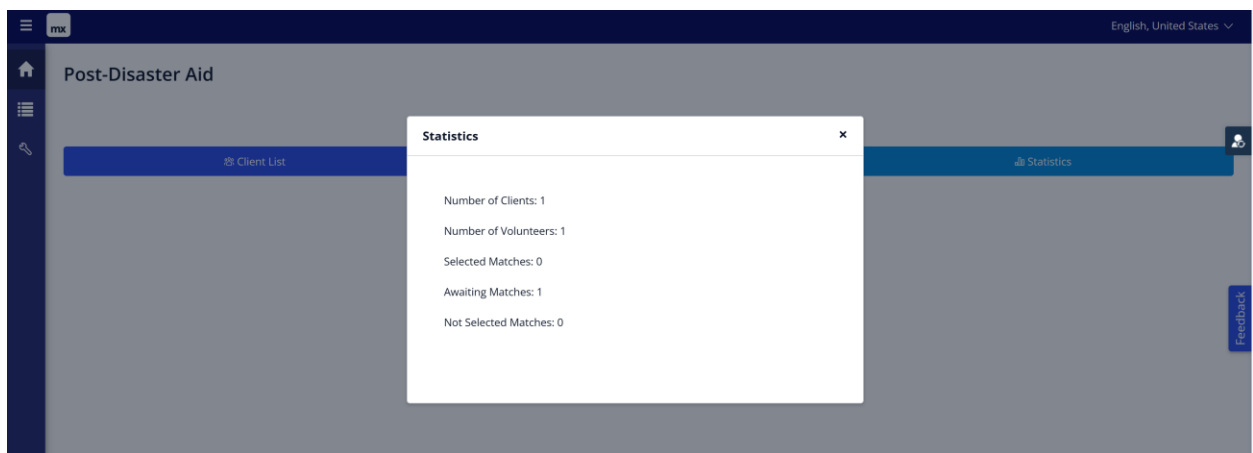 mx
English, United States
Post-Disaster Aid
Statistics
×
Client List
Statistics
Number of Clients: 1
Number of Volunteers: 1
Selected Matches: 0
Awaiting Matches: 1
Not Selected Matches: 0
Feedback